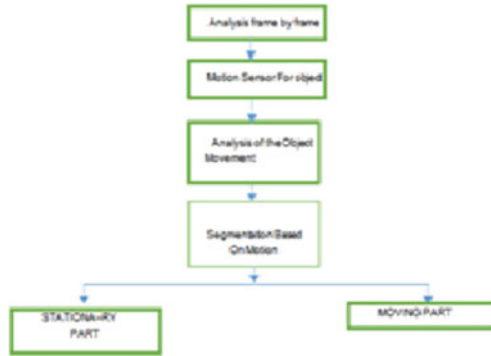 Analysis frame by frame
Motion Sensor For object
Analysis of the Object
Movement
Segmentation Based
On Motion
STATIONARY
PART
MOVING PART